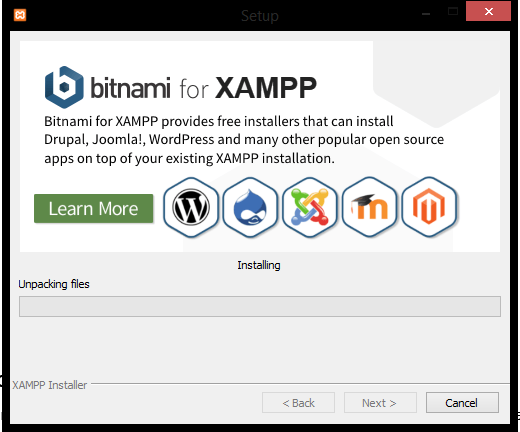 Setup
bitnami for XAMPP
Bitnami for XAMPP provides free installers that can install
Drupal, Joomla!, WordPress and many other popular open source
apps on top of your existing XAMPP installation.
Learn More
Installing
Unpacking files
XAMPP Installer
< Back
Next >
Cancel